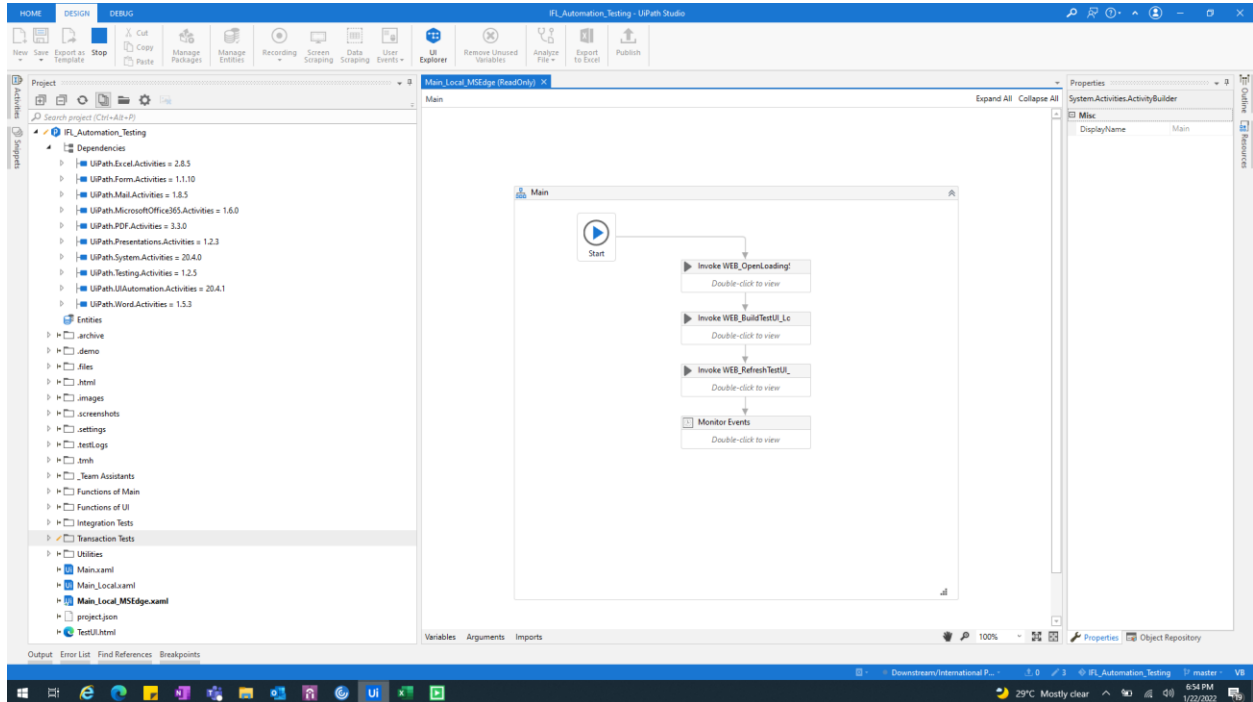 HOME DESIGN DEBUG
IFL_Automation_Testing - UiPath Studio
New Save Export as Template Stop
Cut
Copy
Paste
Manage Packages
Manage Entities
Recording
Screen Scraping
Data Scraping
User Events
UI Explorer
Remove Unused Variables
Analyze File
Export to Excel
Publish
Activities
Snippets
Project
Search project (Ctrl+Alt+P)
IFL_Automation_Testing
Dependencies
UiPath.Excel.Activities = 2.8.5
UiPath.Form.Activities = 1.1.10
UiPath.Mail.Activities = 1.8.5
UiPath.MicrosoftOffice365.Activities = 1.6.0
UiPath.PDF.Activities = 3.3.0
UiPath.Presentations.Activities = 1.2.3
UiPath.System.Activities = 20.4.0
UiPath.Testing.Activities = 1.2.5
UiPath.UIAutomation.Activities = 20.4.1
UiPath.Word.Activities = 1.5.3
Entities
.archive
.demo
.files
.html
.images
.screenshots
.settings
.testLogs
.tmh
_Team Assistants
Functions of Main
Functions of UI
Integration Tests
Transaction Tests
Utilities
Main.xaml
Main_Local.xaml
Main_Local_MSEdge.xaml
project.json
TestUI.html
Main_Local_MSEdge (ReadOnly)
Main
Expand All Collapse All
Main
Start
Invoke WEB_OpenLoading!
Double-click to view
Invoke WEB_BuildTestUI_Lc
Double-click to view
Invoke WEB_RefreshTestUI_
Double-click to view
Monitor Events
Double-click to view
Variables Arguments Imports
100%
Properties
System.Activities.ActivityBuilder
Misc
DisplayName Main
Outline
Resources
Properties Object Repository
Output Error List Find References Breakpoints
Downstream/International P...
0
3
IFL_Automation_Testing
master
VB
Ui
29°C Mostly clear
6:54 PM
1/22/2022